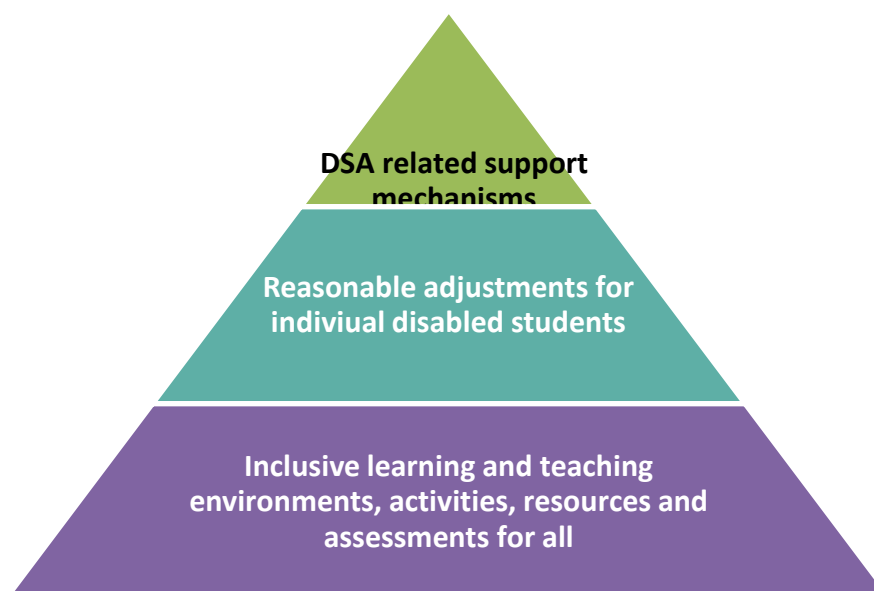 DSA related support
mechanisms
Reasonable adjustments for
indiviual disabled students
Inclusive learning and teaching
environments, activities, resources and
assessments for all